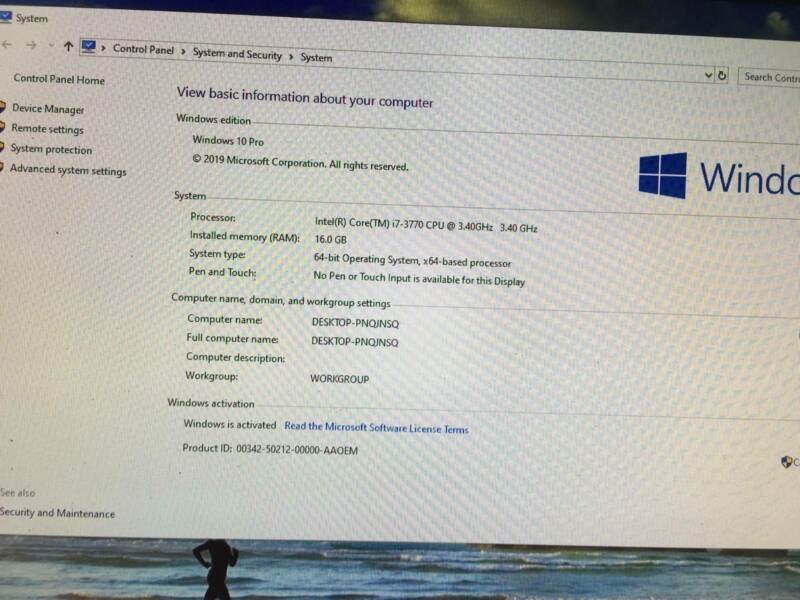 System
Control Panel > System and Security > System
Search Contr
Control Panel Home
Device Manager
Remote settings
System protection
Advanced system settings
View basic information about your computer
Windows edition
Windows 10 Pro
© 2019 Microsoft Corporation. All rights reserved.
Windo
System
Processor: Intel(R) Core(TM) i7-3770 CPU @ 3.40GHz 3.40 GHz
Installed memory (RAM): 16.0 GB
System type: 64-bit Operating System, x64-based processor
Pen and Touch: No Pen or Touch Input is available for this Display
Computer name, domain, and workgroup settings
Computer name: DESKTOP-PNQJNSQ
Full computer name: DESKTOP-PNQJNSQ
Computer description:
Workgroup: WORKGROUP
Windows activation
Windows is activated Read the Microsoft Software License Terms
Product ID: 00342-50212-00000-AAOEM
C
See also
Security and Maintenance